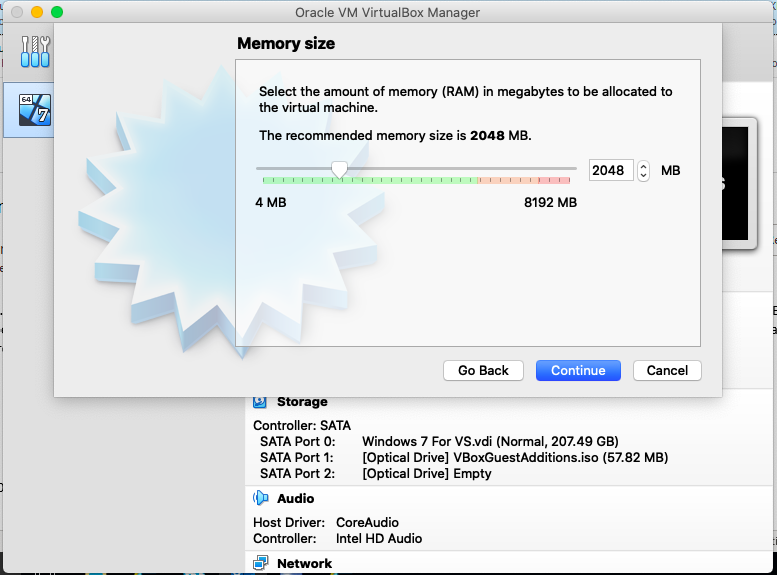 Oracle VM VirtualBox Manager
Memory size
64
7
Select the amount of memory (RAM) in megabytes to be allocated to
the virtual machine.
The recommended memory size is 2048 MB.
2048 MB
4 MB 8192 MB
Go Back Continue Cancel
Storage
Controller: SATA
SATA Port 0: Windows 7 For VS.vdi (Normal, 207.49 GB)
SATA Port 1: [Optical Drive] VBoxGuestAdditions.iso (57.82 MB)
SATA Port 2: [Optical Drive] Empty
Audio
Host Driver: CoreAudio
Controller: Intel HD Audio
Network